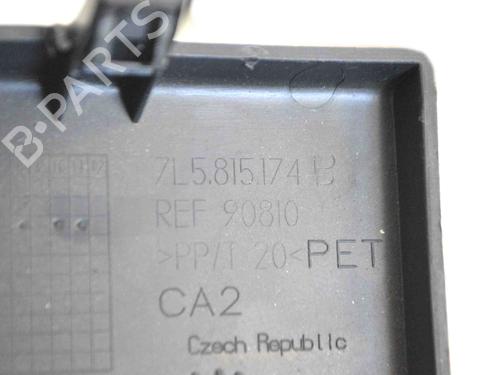 B-PARTS
7L5.815.174 B
REF 90810
>PP/T 20< PET
CA2
Czech Republic